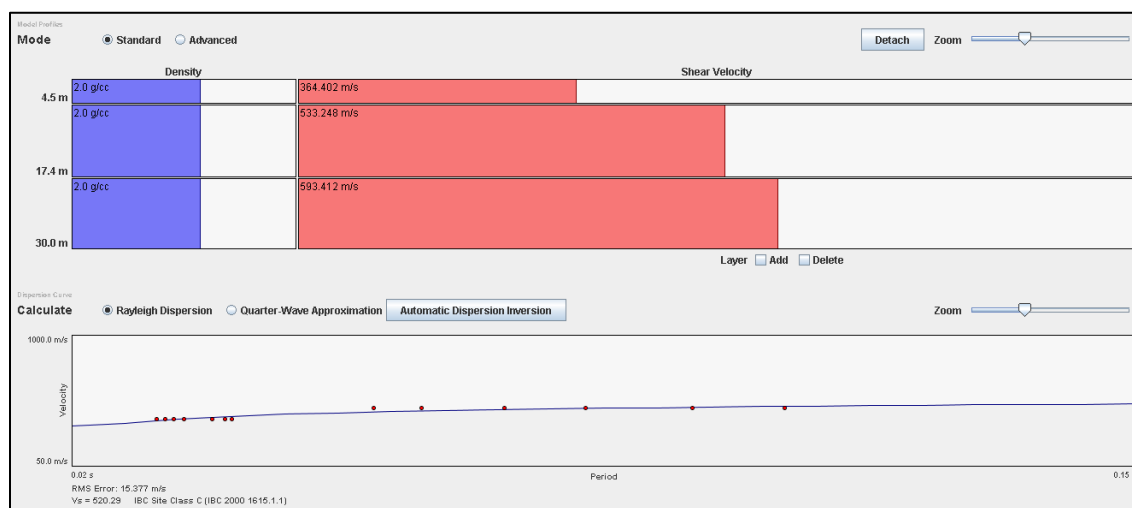 Model Profiles
Mode Standard Advanced Detach Zoom
Density Shear Velocity
2.0 g/cc 364.402 m/s
4.5 m
2.0 g/cc 533.248 m/s
17.4 m
2.0 g/cc 593.412 m/s
30.0 m
Layer Add Delete
Dispersion Curve
Calculate Rayleigh Dispersion Quarter-Wave Approximation Automatic Dispersion Inversion Zoom
1000.0 m/s
Velocity
50.0 m/s
0.02 s Period 0.15
RMS Error: 15.377 m/s
Vs = 520.29 IBC Site Class C (IBC 2000 1615.1.1)